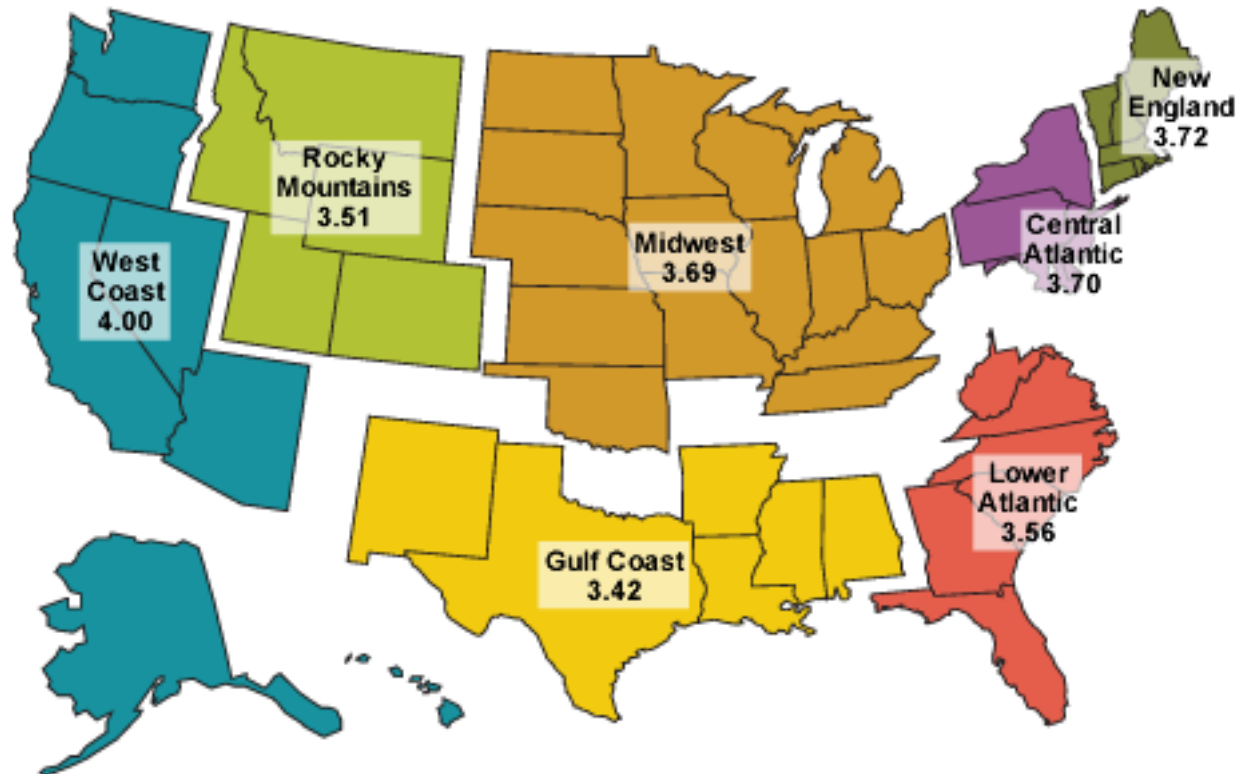 New
England
3.72
Rocky
Mountains
3.51
Central
Atlantic
3.70
Midwest
3.69
West
Coast
4.00
Lower
Atlantic
3.56
Gulf Coast
3.42